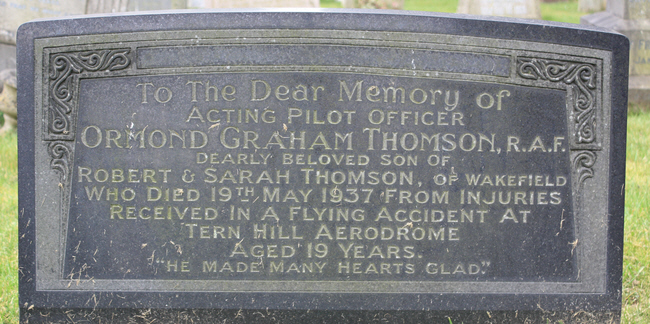 To The Dear Memory of
Acting Pilot Officer
Ormond Graham Thomson, R.A.F.
Dearly Beloved Son Of
Robert & Sarah Thomson, of Wakefield
Who Died 19th May 1937 From Injuries
Received In A Flying Accident At
Tern Hill Aerodrome
Aged 19 Years.
"He Made Many Hearts Glad."